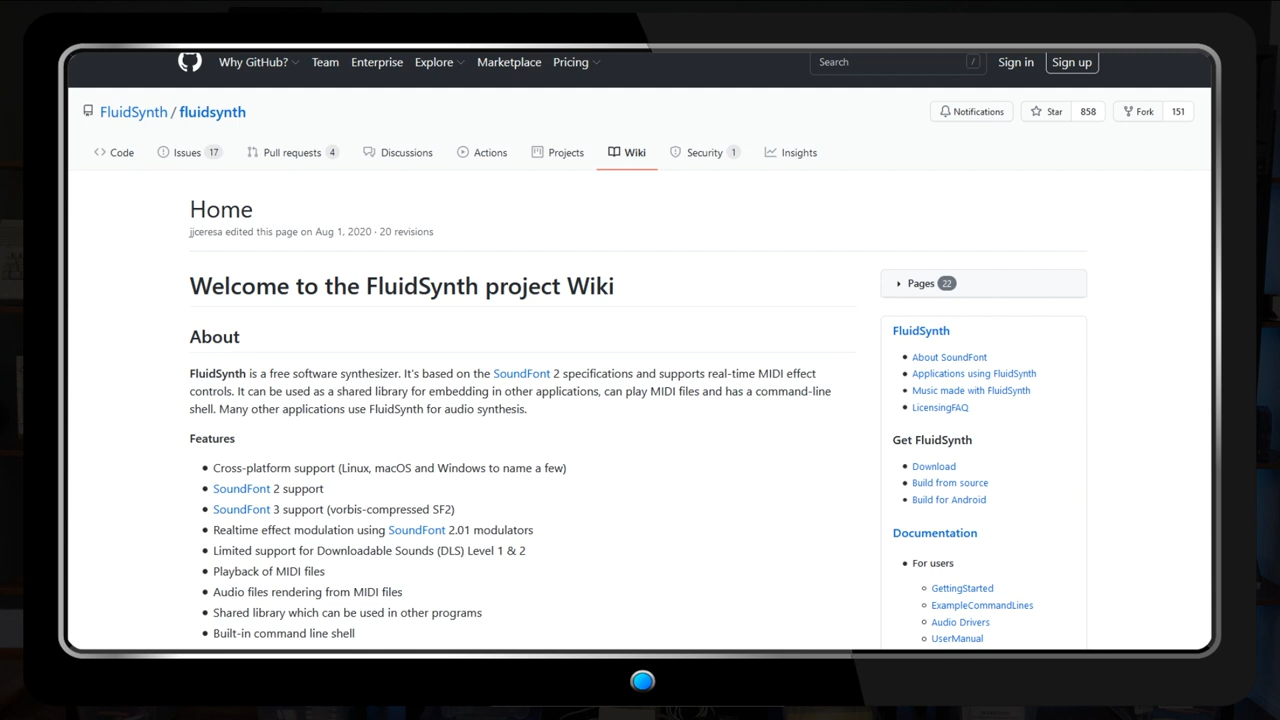 Why GitHub? Team Enterprise Explore Marketplace Pricing Search / Sign in Sign up
FluidSynth / fluidsynth Notifications Star 858 Fork 151
Code Issues 17 Pull requests 4 Discussions Actions Projects Wiki Security 1 Insights
Home
jjceresa edited this page on Aug 1, 2020 · 20 revisions
Welcome to the FluidSynth project Wiki
About
FluidSynth is a free software synthesizer. It's based on the SoundFont 2 specifications and supports real-time MIDI effect
controls. It can be used as a shared library for embedding in other applications, can play MIDI files and has a command-line
shell. Many other applications use FluidSynth for audio synthesis.
Features
Cross-platform support (Linux, macOS and Windows to name a few)
SoundFont 2 support
SoundFont 3 support (vorbis-compressed SF2)
Realtime effect modulation using SoundFont 2.01 modulators
Limited support for Downloadable Sounds (DLS) Level 1 & 2
Playback of MIDI files
Audio files rendering from MIDI files
Shared library which can be used in other programs
Built-in command line shell
Pages 22
FluidSynth
About SoundFont
Applications using FluidSynth
Music made with FluidSynth
LicensingFAQ
Get FluidSynth
Download
Build from source
Build for Android
Documentation
For users
GettingStarted
ExampleCommandLines
Audio Drivers
UserManual